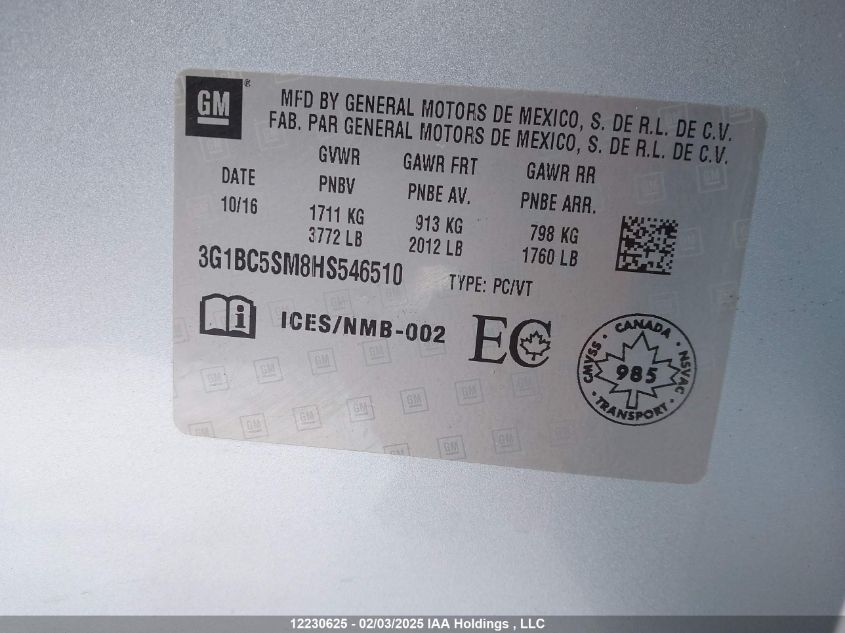 GM ®
MFD BY GENERAL MOTORS DE MEXICO, S. DE R.L. DE C.V.
FAB. PAR GENERAL MOTORS DE MEXICO, S. DE R.L. DE C.V.
DATE GVWR GAWR FRT GAWR RR
PNBV PNBE AV. PNBE ARR.
10/16 1711 KG 913 KG 798 KG
3772 LB 2012 LB 1760 LB
3G1BC5SM8HS546510 TYPE: PC/VT
i ICES/NMB-002 EC
CANADA
CMVSS 985 NSVAC
TRANSPORT
12230625 - 02/03/2025 IAA Holdings , LLC